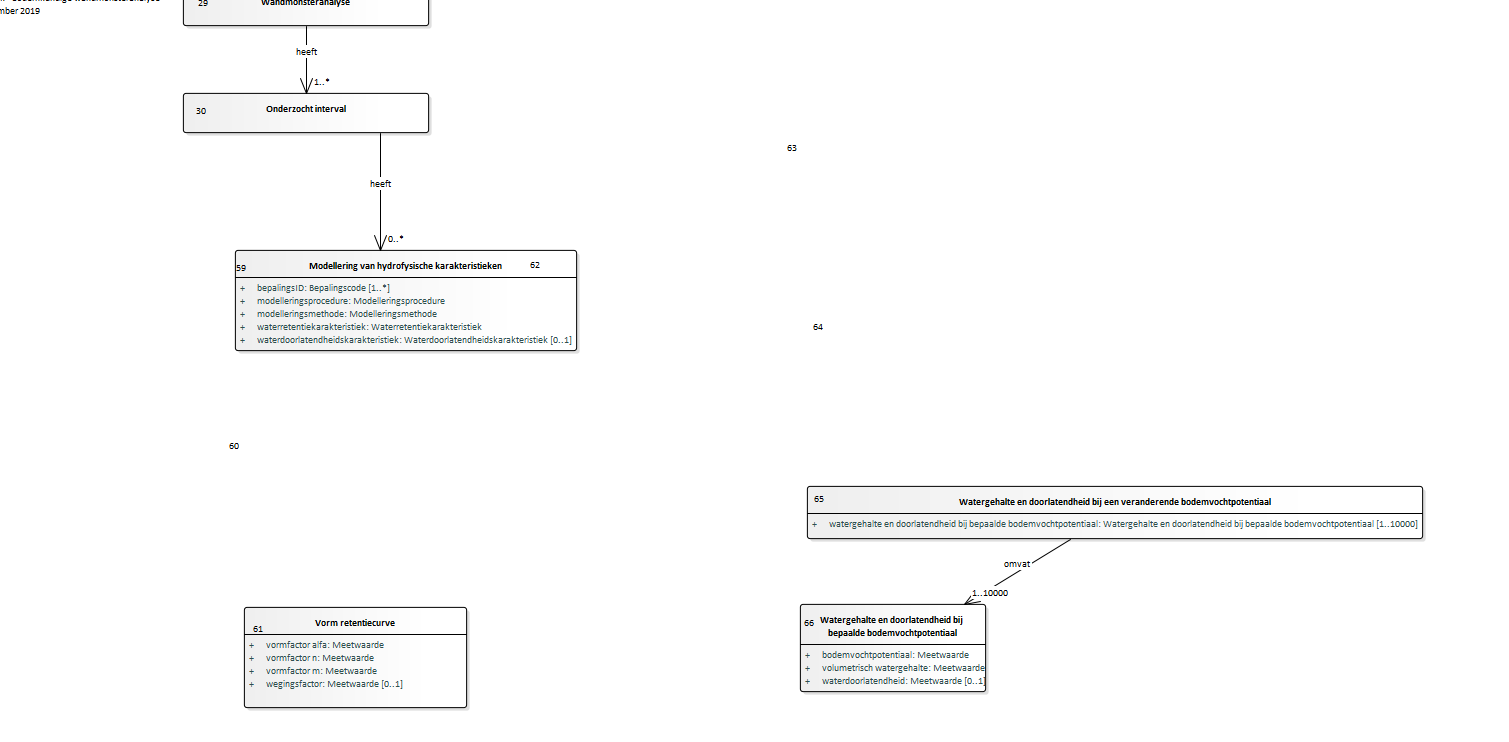 mber 2019
29
Wandmonsteranalyse
heeft
1..*
30
Onderzocht interval
heeft
0..*
59
Modellering van hydrofysische karakteristieken
62
+ bepalingsID: Bepalingscode [1..*]
+ modelleringsprocedure: Modelleringsprocedure
+ modelleringsmethode: Modelleringsmethode
+ waterretentiekarakteristiek: Waterretentiekarakteristiek
+ waterdoorlatendheidskarakteristiek: Waterdoorlatendheidskarakteristiek [0..1]
63
64
60
65
Watergehalte en doorlatendheid bij een veranderende bodemvochtpotentiaal
+ watergehalte en doorlatendheid bij bepaalde bodemvochtpotentiaal: Watergehalte en doorlatendheid bij bepaalde bodemvochtpotentiaal [1..10000]
omvat
1..10000
61
Vorm retentiecurve
+ vormfactor alfa: Meetwaarde
+ vormfactor n: Meetwaarde
+ vormfactor m: Meetwaarde
+ wegingsfactor: Meetwaarde [0..1]
66
Watergehalte en doorlatendheid bij
bepaalde bodemvochtpotentiaal
+ bodemvochtpotentiaal: Meetwaarde
+ volumetrisch watergehalte: Meetwaarde
+ waterdoorlatendheid: Meetwaarde [0..1]